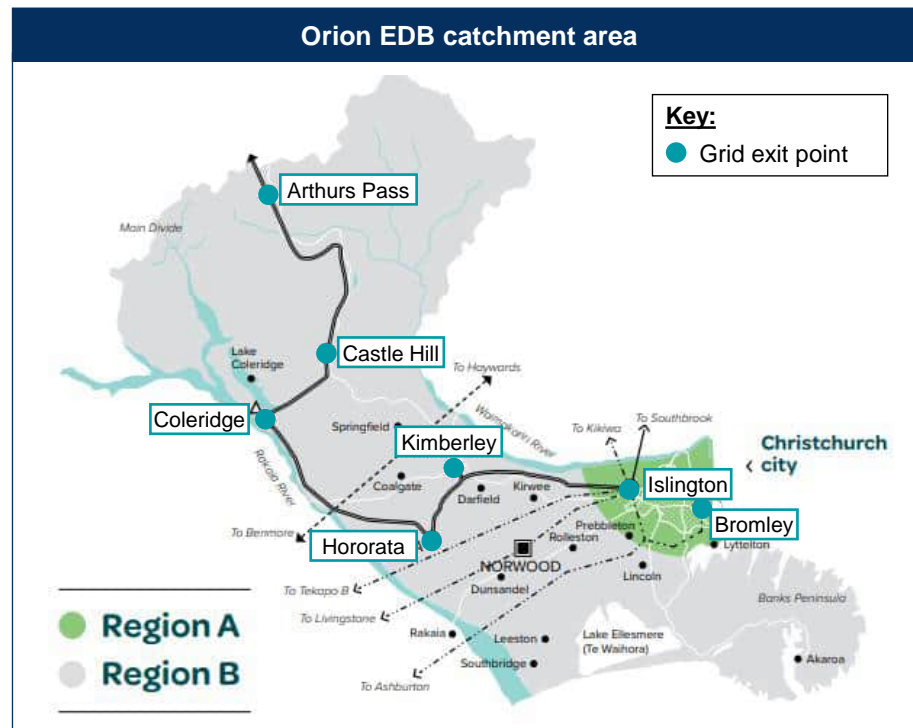 Orion EDB catchment area
Key:
Grid exit point
Arthurs Pass
Main Divide
Castle Hill
Lake
Coleridge
To Haywards
Coleridge
Waimakariri River
To Southbrook
To Kikiwa
Springfield
Kimberley
Christchurch
city
Rakaia River
Coalgate
Darfield
Kirwee
Islington
Bromley
To Benmore
Hororata
Prebbleton
Rolleston
Lyttelton
NORWOOD
Lincoln
To Tekapo B
Dunsandel
Banks Peninsula
To Livingstone
Region A
Rakaia
Leeston
Lake Ellesmere
(Te Waihora)
Region B
Southbridge
Akaroa
To Ashburton